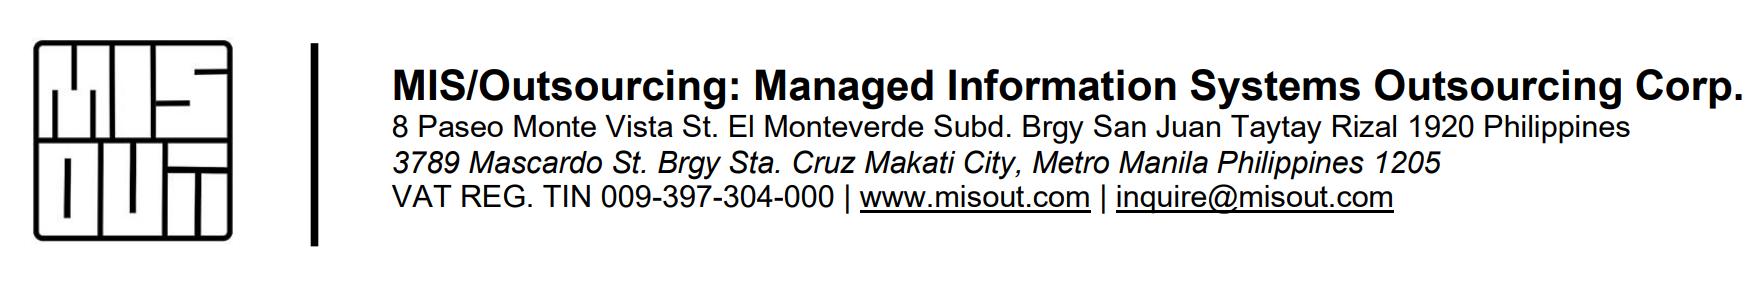 MIS
OUT
MIS/Outsourcing: Managed Information Systems Outsourcing Corp.
8 Paseo Monte Vista St. El Monteverde Subd. Brgy San Juan Taytay Rizal 1920 Philippines
3789 Mascardo St. Brgy Sta. Cruz Makati City, Metro Manila Philippines 1205
VAT REG. TIN 009-397-304-000 | www.misout.com | inquire@misout.com